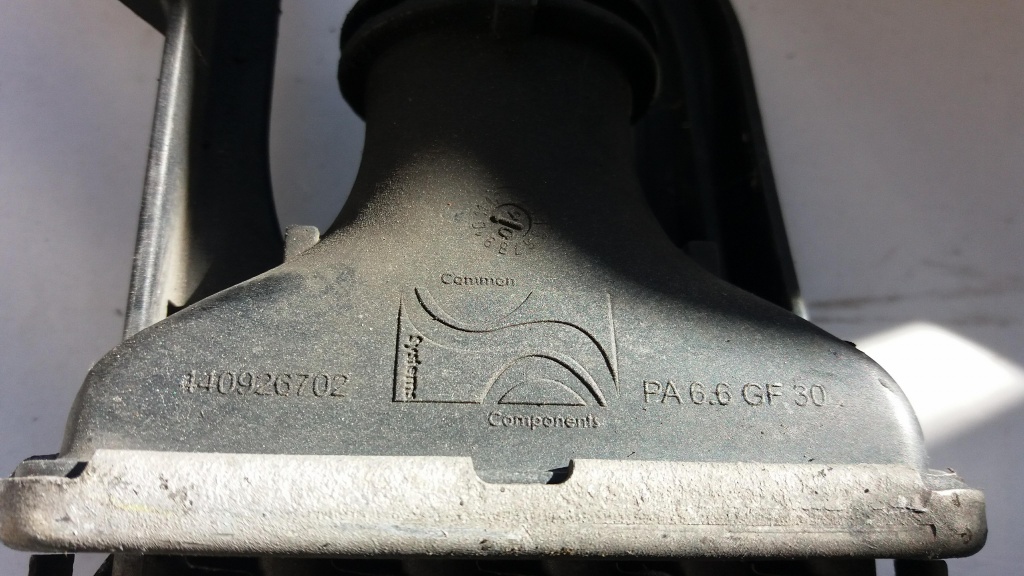 Common
Systems
Components
440926702
PA 6.6 GF 30